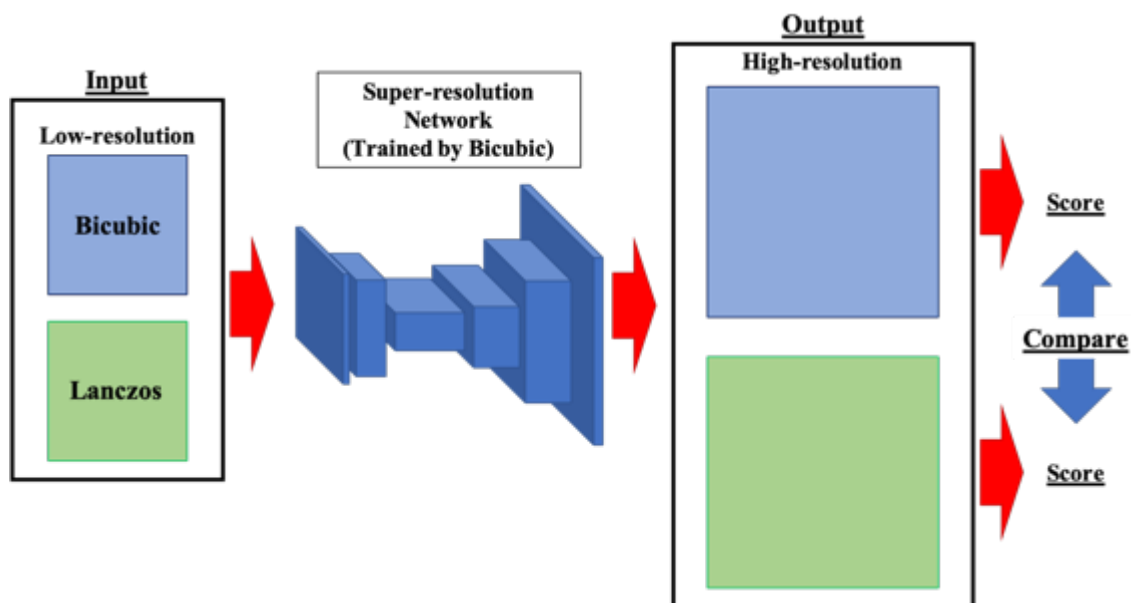 Input
Low-resolution
Bicubic
Lanczos
Super-resolution
Network
(Trained by Bicubic)
Output
High-resolution
Score
Compare
Score